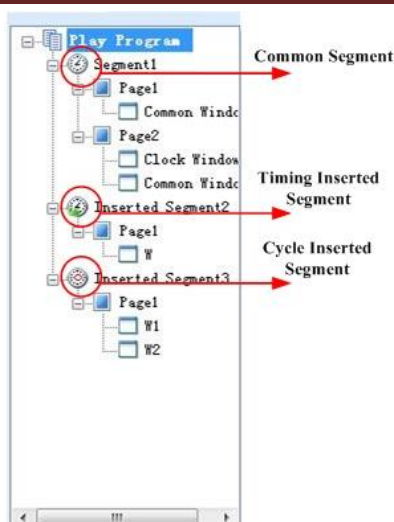 Play Program
Segment1
Common Segment
Page1
Common Windo
Page2
Clock Window
Common Windo
Timing Inserted
Segment
Inserted Segment2
Page1
W
Cycle Inserted
Segment
Inserted Segment3
Page1
W1
W2